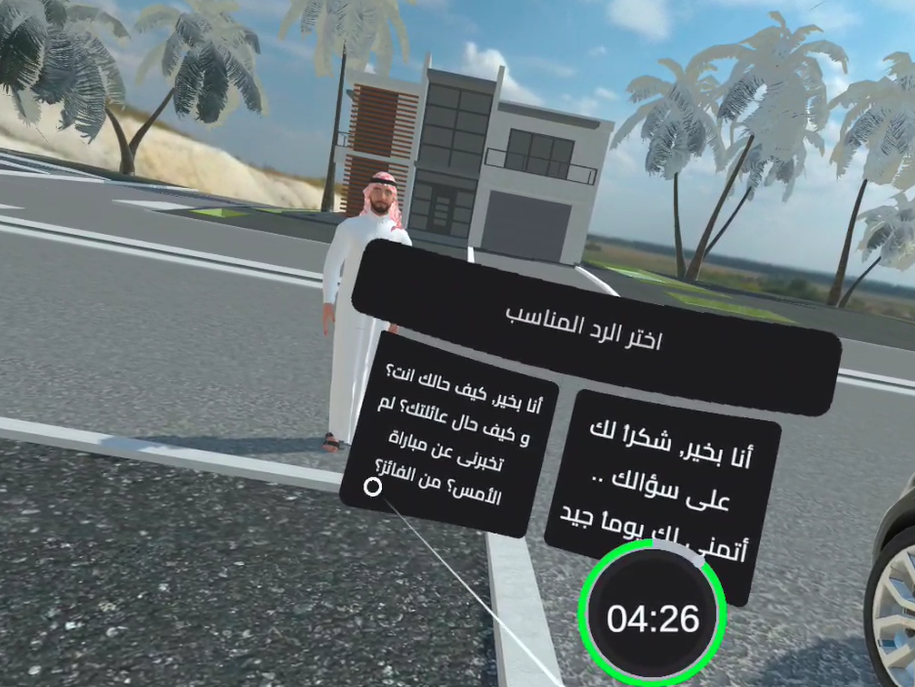 اختر الرد المناسب
أنا بخير, شكراً لك
على سؤالك ..
أتمنى لك يوماً جيد
أنا بخير, كيف حالك انت؟
و كيف حال عائلتك؟ لم
تخبرنى عن مباراة
الأمس؟ من الفائز؟
04:26